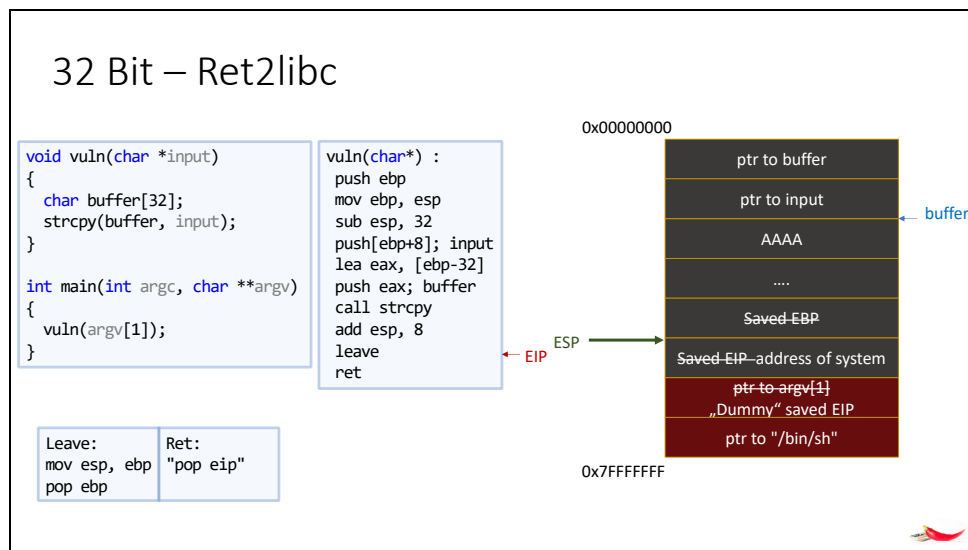 32 Bit – Ret2libc
void vuln(char *input)
{
char buffer[32];
strcpy(buffer, input);
}
int main(int argc, char **argv)
{
vuln(argv[1]);
}
vuln(char*) :
push ebp
mov ebp, esp
sub esp, 32
push[ebp+8]; input
lea eax, [ebp-32]
push eax; buffer
call strcpy
add esp, 8
leave
ret
EIP
Leave:
mov esp, ebp
pop ebp
Ret:
"pop eip"
0x00000000
ptr to buffer
ptr to input
buffer
AAAA
....
Saved EBP
ESP
Saved EIP address of system
ptr to argv[1]
„Dummy“ saved EIP
ptr to "/bin/sh"
0x7FFFFFFF